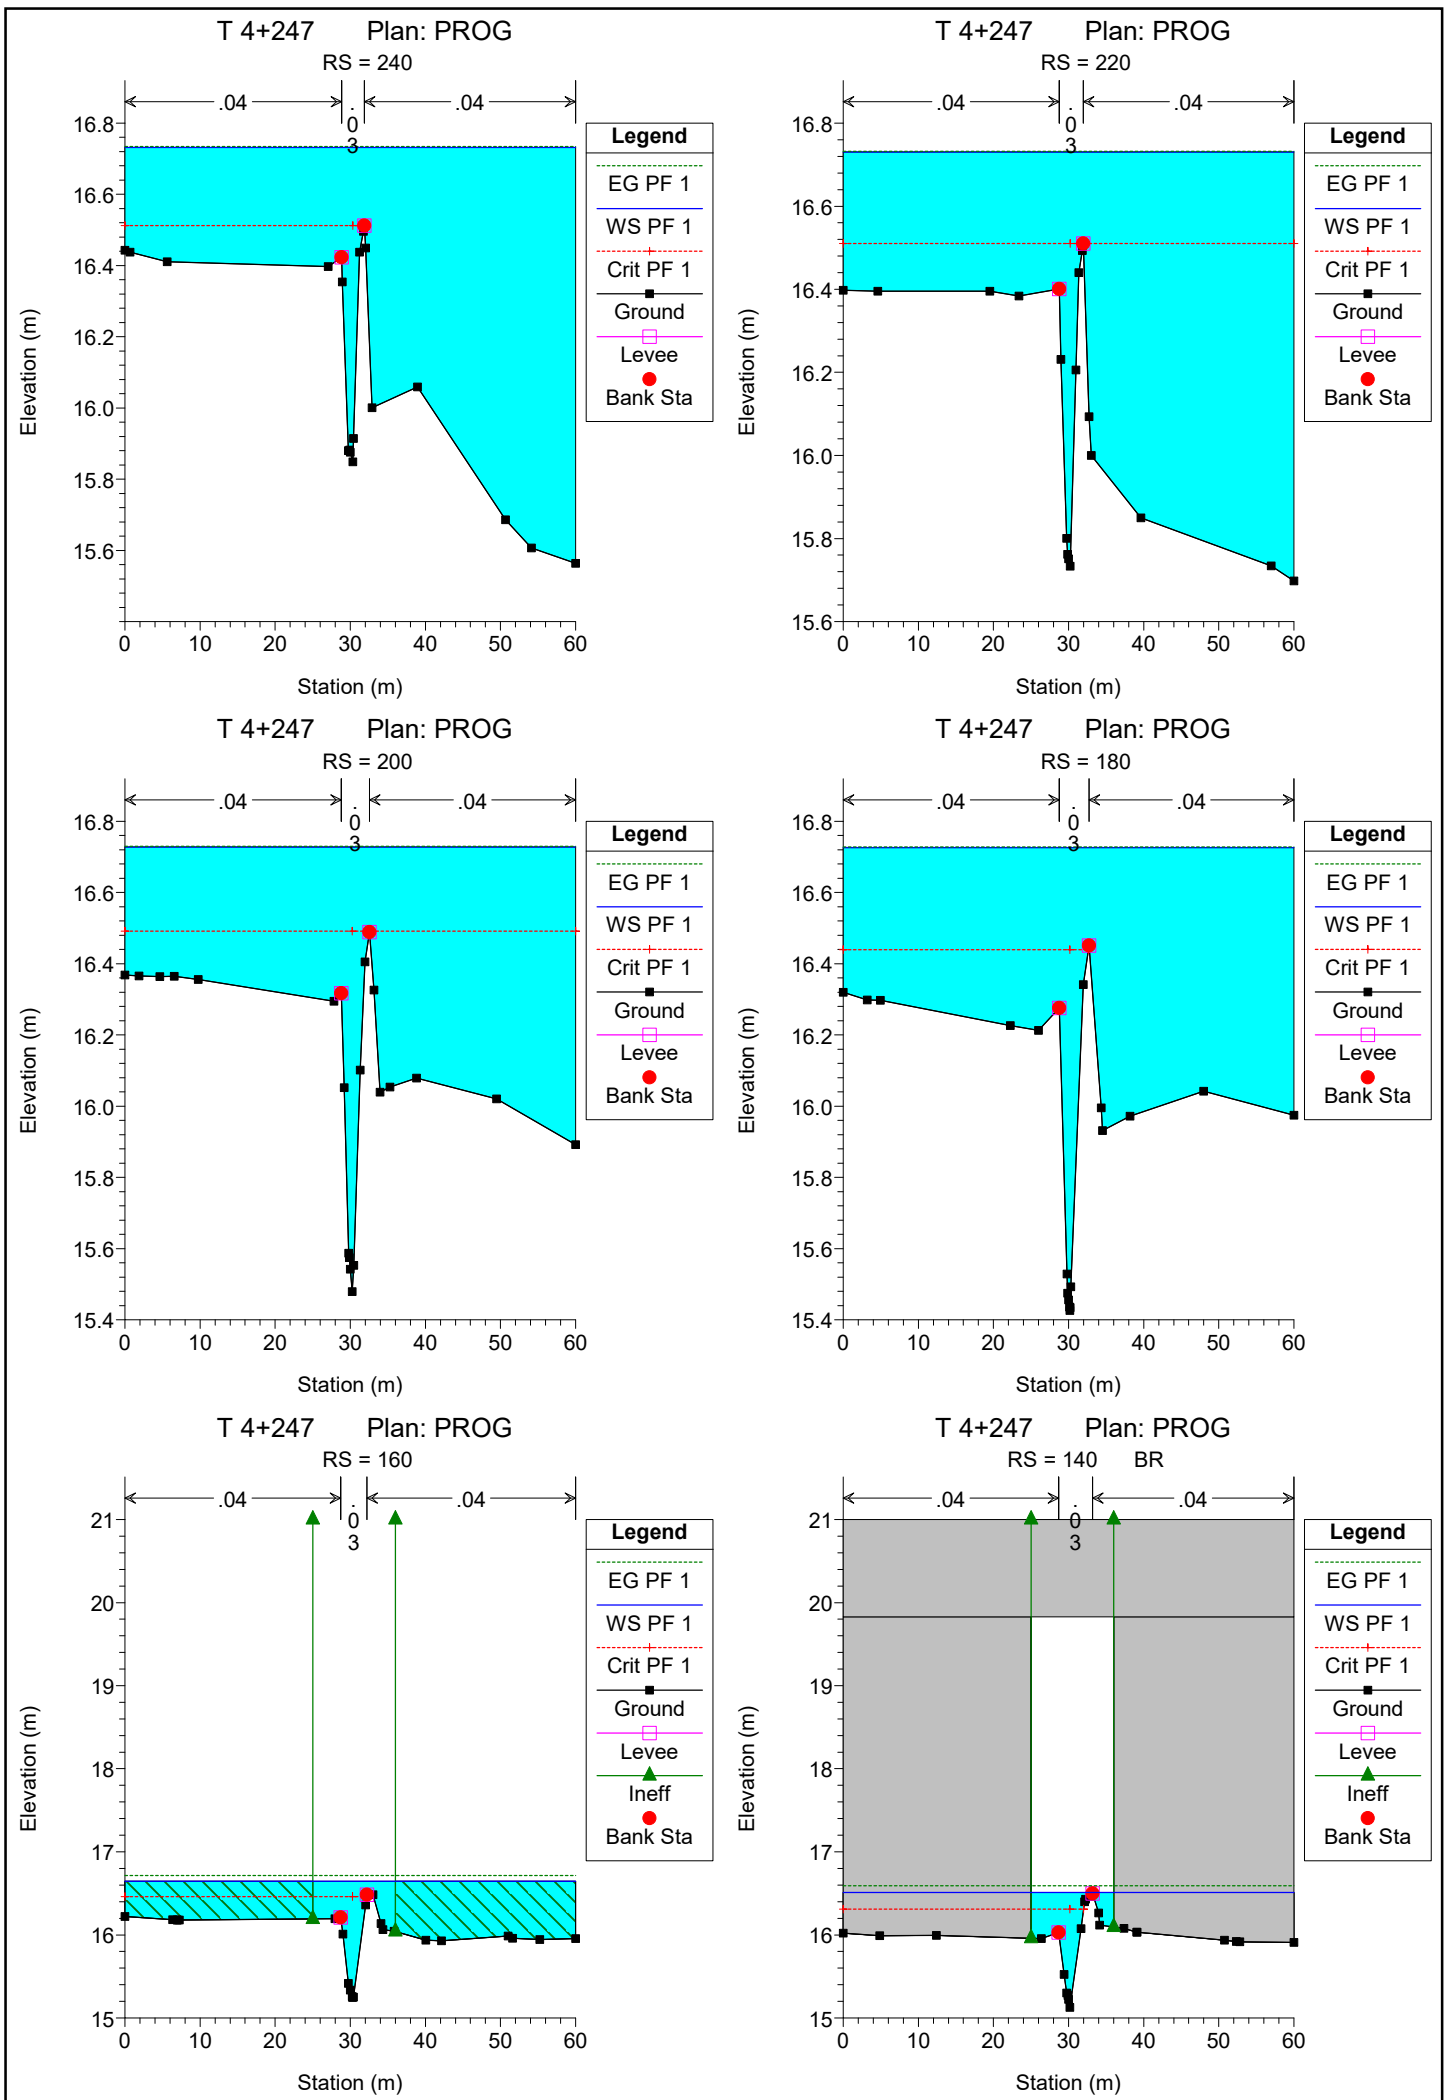 T 4+247 Plan: PROG
RS = 240
.04 .03 .04
16.8
16.6
16.4
16.2
16.0
15.8
15.6
Elevation (m)
0 10 20 30 40 50 60
Station (m)
Legend
EG PF 1
WS PF 1
Crit PF 1
Ground
Levee
Bank Sta
T 4+247 Plan: PROG
RS = 220
.04 .03 .04
16.8
16.6
16.4
16.2
16.0
15.8
15.6
Elevation (m)
0 10 20 30 40 50 60
Station (m)
Legend
EG PF 1
WS PF 1
Crit PF 1
Ground
Levee
Bank Sta
T 4+247 Plan: PROG
RS = 200
.04 .03 .04
16.8
16.6
16.4
16.2
16.0
15.8
15.6
15.4
Elevation (m)
0 10 20 30 40 50 60
Station (m)
Legend
EG PF 1
WS PF 1
Crit PF 1
Ground
Levee
Bank Sta
T 4+247 Plan: PROG
RS = 180
.04 .03 .04
16.8
16.6
16.4
16.2
16.0
15.8
15.6
15.4
Elevation (m)
0 10 20 30 40 50 60
Station (m)
Legend
EG PF 1
WS PF 1
Crit PF 1
Ground
Levee
Bank Sta
T 4+247 Plan: PROG
RS = 160
.04 .03 .04
21
20
19
18
17
16
15
Elevation (m)
0 10 20 30 40 50 60
Station (m)
Legend
EG PF 1
WS PF 1
Crit PF 1
Ground
Levee
Ineff
Bank Sta
T 4+247 Plan: PROG
RS = 140 BR
.04 .03 .04
21
20
19
18
17
16
15
Elevation (m)
0 10 20 30 40 50 60
Station (m)
Legend
EG PF 1
WS PF 1
Crit PF 1
Ground
Levee
Ineff
Bank Sta